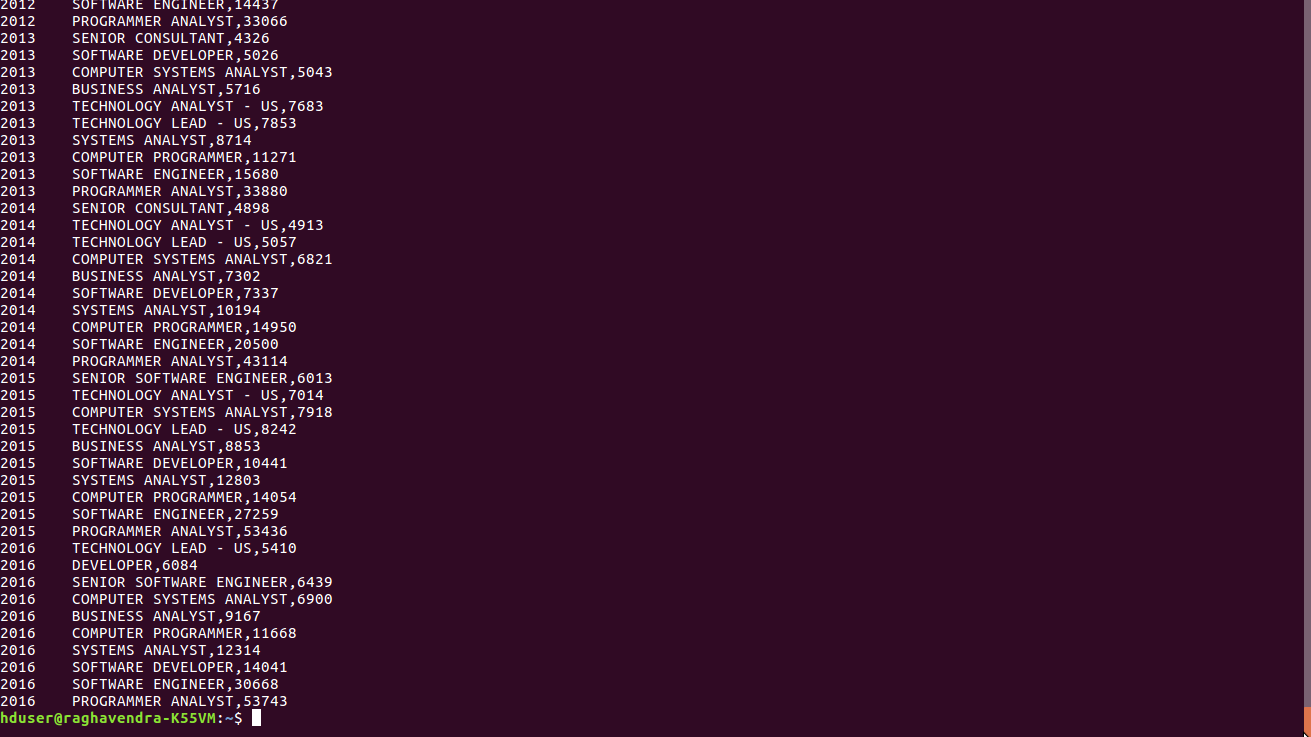 2012    SOFTWARE ENGINEER,14437
2012    PROGRAMMER ANALYST,33066
2013    SENIOR CONSULTANT,4326
2013    SOFTWARE DEVELOPER,5026
2013    COMPUTER SYSTEMS ANALYST,5043
2013    BUSINESS ANALYST,5716
2013    TECHNOLOGY ANALYST - US,7683
2013    TECHNOLOGY LEAD - US,7853
2013    SYSTEMS ANALYST,8714
2013    COMPUTER PROGRAMMER,11271
2013    SOFTWARE ENGINEER,15680
2013    PROGRAMMER ANALYST,33880
2014    SENIOR CONSULTANT,4898
2014    TECHNOLOGY ANALYST - US,4913
2014    TECHNOLOGY LEAD - US,5057
2014    COMPUTER SYSTEMS ANALYST,6821
2014    BUSINESS ANALYST,7302
2014    SOFTWARE DEVELOPER,7337
2014    SYSTEMS ANALYST,10194
2014    COMPUTER PROGRAMMER,14950
2014    SOFTWARE ENGINEER,20500
2014    PROGRAMMER ANALYST,43114
2015    SENIOR SOFTWARE ENGINEER,6013
2015    TECHNOLOGY ANALYST - US,7014
2015    COMPUTER SYSTEMS ANALYST,7918
2015    TECHNOLOGY LEAD - US,8242
2015    BUSINESS ANALYST,8853
2015    SOFTWARE DEVELOPER,10441
2015    SYSTEMS ANALYST,12803
2015    COMPUTER PROGRAMMER,14054
2015    SOFTWARE ENGINEER,27259
2015    PROGRAMMER ANALYST,53436
2016    TECHNOLOGY LEAD - US,5410
2016    DEVELOPER,6084
2016    SENIOR SOFTWARE ENGINEER,6439
2016    COMPUTER SYSTEMS ANALYST,6900
2016    BUSINESS ANALYST,9167
2016    COMPUTER PROGRAMMER,11668
2016    SYSTEMS ANALYST,12314
2016    SOFTWARE DEVELOPER,14041
2016    SOFTWARE ENGINEER,30668
2016    PROGRAMMER ANALYST,53743
hduser@raghavendra-K55VM:~$